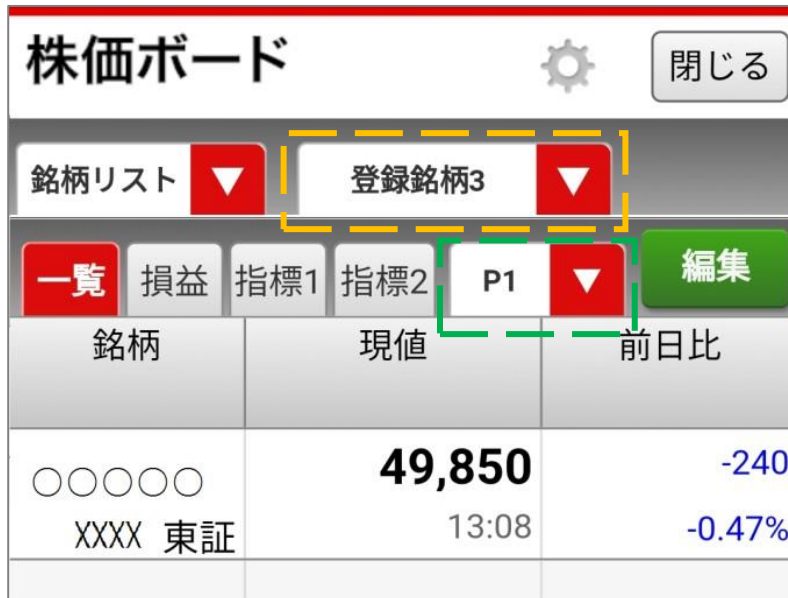 株価ボード 閉じる
銘柄リスト ▼ 登録銘柄3 ▼
一覧 損益 指標1 指標2 P1 ▼ 編集
銘柄 現値 前日比
○○○○○ 49,850 -240
XXXX 東証 13:08 -0.47%